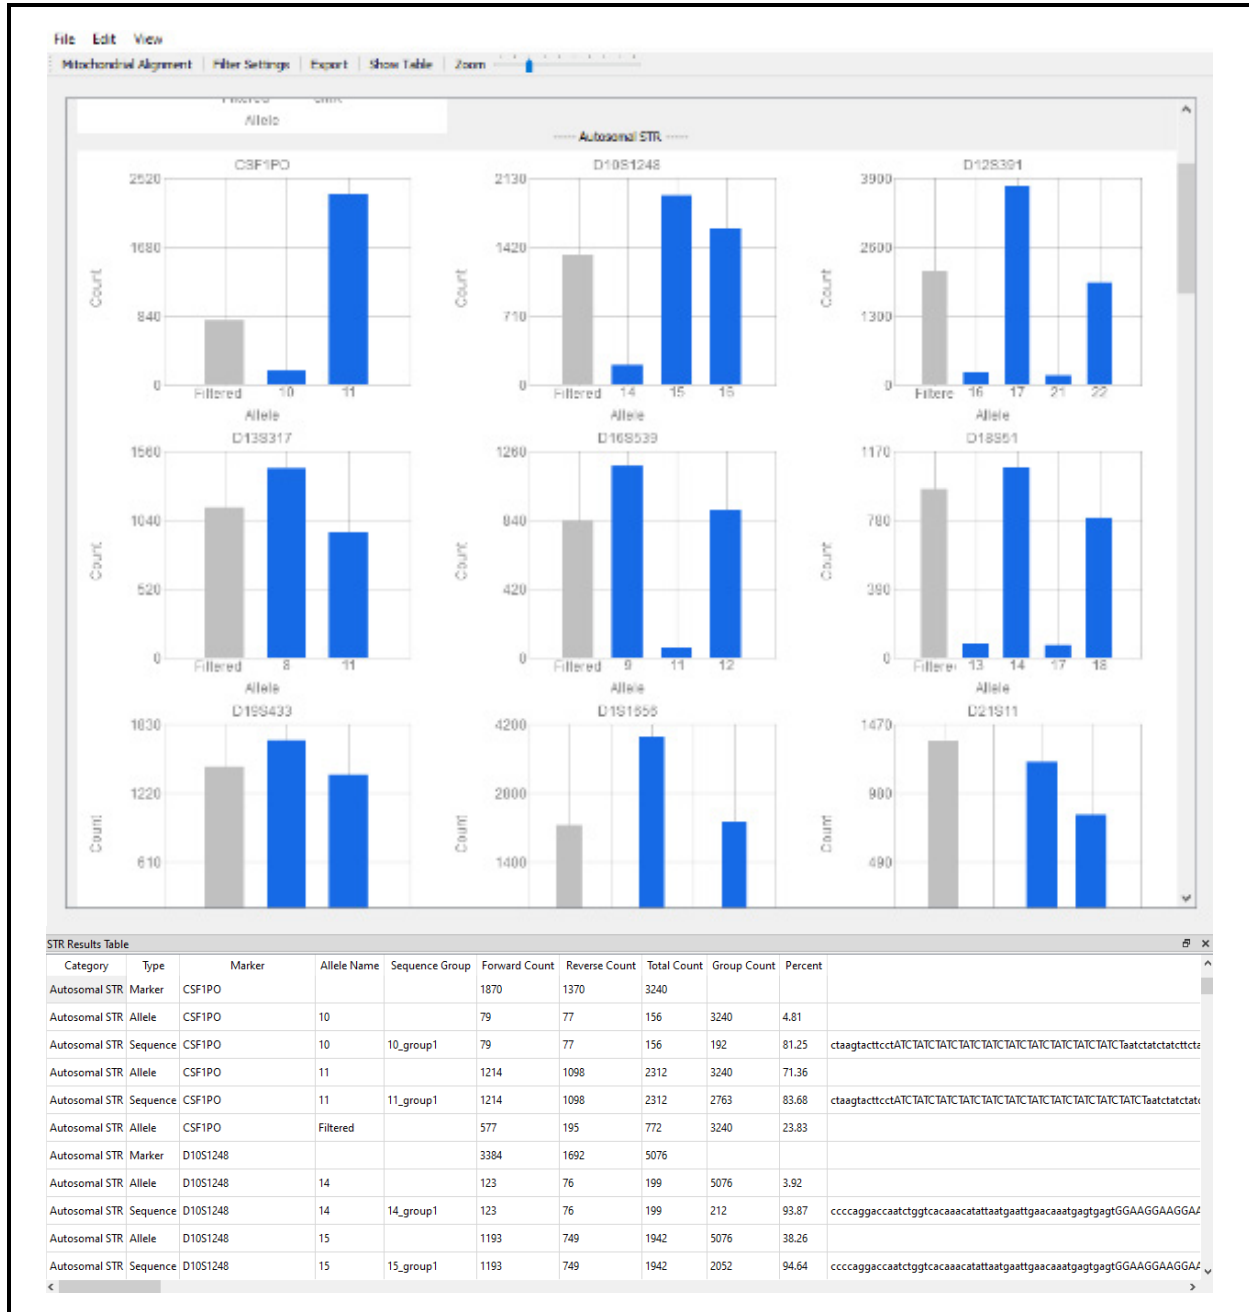 File Edit View
Mitochondrial Alignment Filter Settings Export Show Table Zoom
Allele
----- Autosomal STR -----
CSF1PO D10S1248 D12S391
2520 2130 3900
1680 1420 2600
Count Count Count
840 710 1300
0 0 0
Filtered 10 11 Filtered 14 15 16 Filtere 16 17 21 22
Allele Allele Allele
D13S317 D16S539 D18S51
1560 1260 1170
1040 840 780
Count Count Count
520 420 390
0 0 0
Filtered 8 11 Filtered 9 11 12 Filtere 13 14 17 18
Allele Allele Allele
D19S433 D1S1656 D21S11
1830 4200 1470
1220 2800 980
Count Count Count
610 1400 490
STR Results Table
Category Type Marker Allele Name Sequence Group Forward Count Reverse Count Total Count Group Count Percent
Autosomal STR Marker CSF1PO 1870 1370 3240
Autosomal STR Allele CSF1PO 10 79 77 156 3240 4.81
Autosomal STR Sequence CSF1PO 10 10_group1 79 77 156 192 81.25 ctaagtacttcctATCTATCTATCTATCTATCTATCTATCTATCTATCTATCTaatctatctatcttcta
Autosomal STR Allele CSF1PO 11 1214 1098 2312 3240 71.36
Autosomal STR Sequence CSF1PO 11 11_group1 1214 1098 2312 2763 83.68 ctaagtacttcctATCTATCTATCTATCTATCTATCTATCTATCTATCTATCTATCTaatctatctatc
Autosomal STR Allele CSF1PO Filtered 577 195 772 3240 23.83
Autosomal STR Marker D10S1248 3384 1692 5076
Autosomal STR Allele D10S1248 14 123 76 199 5076 3.92
Autosomal STR Sequence D10S1248 14 14_group1 123 76 199 212 93.87 ccccaggaccaatctggtcacaaacatattaatgaattgaacaaatgagtgagtGGAAGGAAGGAA
Autosomal STR Allele D10S1248 15 1193 749 1942 5076 38.26
Autosomal STR Sequence D10S1248 15 15_group1 1193 749 1942 2052 94.64 ccccaggaccaatctggtcacaaacatattaatgaattgaacaaatgagtgagtGGAAGGAAGGAA